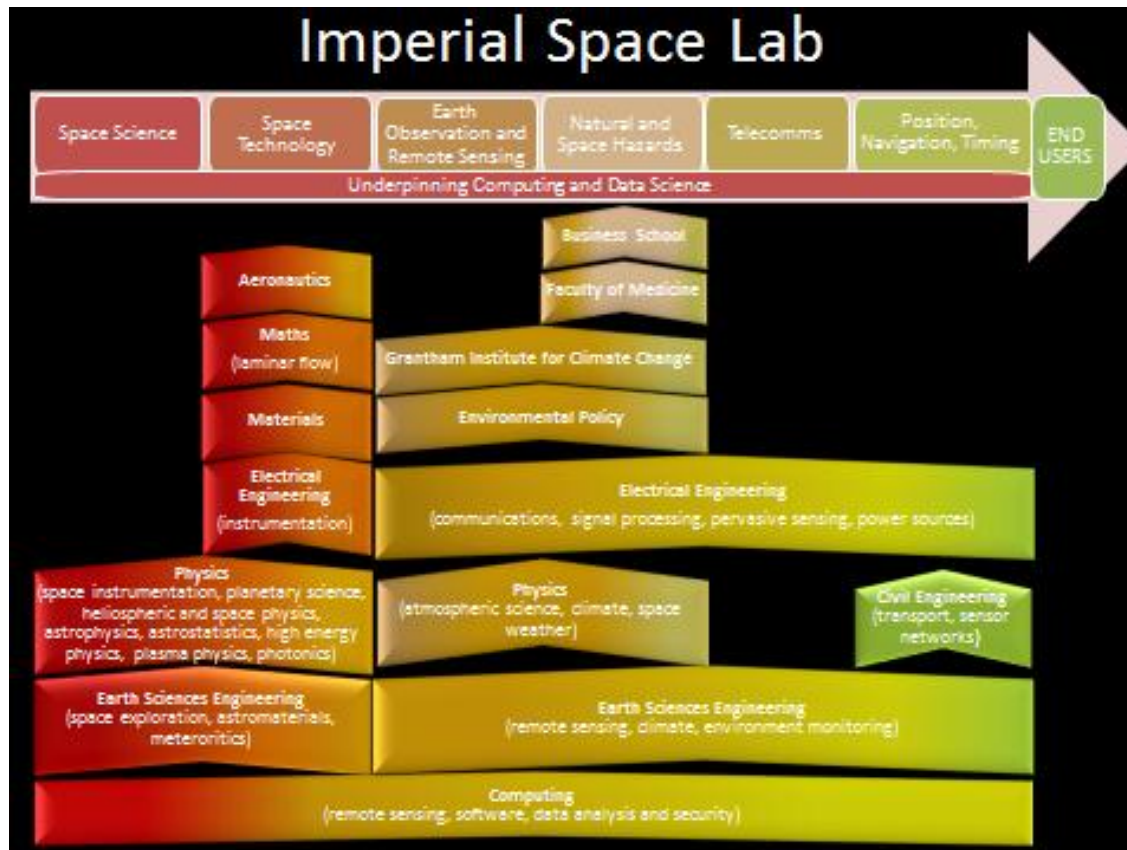 Imperial Space Lab
Space Science
Space
Technology
Earth
Observation and
Remote Sensing
Natural and
Space Hazards
Telecomms
Position,
Navigation, Timing
END
USERS
Underpinning Computing and Data Science
Business School
Faculty of Medicine
Aeronautics
Maths
(laminar flow)
Grantham Institute for Climate Change
Materials
Environmental Policy
Electrical
Engineering
(instrumentation)
Electrical Engineering
(communications, signal processing, pervasive sensing, power sources)
Physics
(space instrumentation, planetary science,
heliospheric and space physics,
astrophysics, astrostatistics, high energy
physics, plasma physics, photonics)
Physics
(atmospheric science, climate, space
weather)
Civil Engineering
(transport, sensor
networks)
Earth Sciences Engineering
(space exploration, astromaterials,
meteroritics)
Earth Sciences Engineering
(remote sensing, climate, environment monitoring)
Computing
(remote sensing, software, data analysis and security)